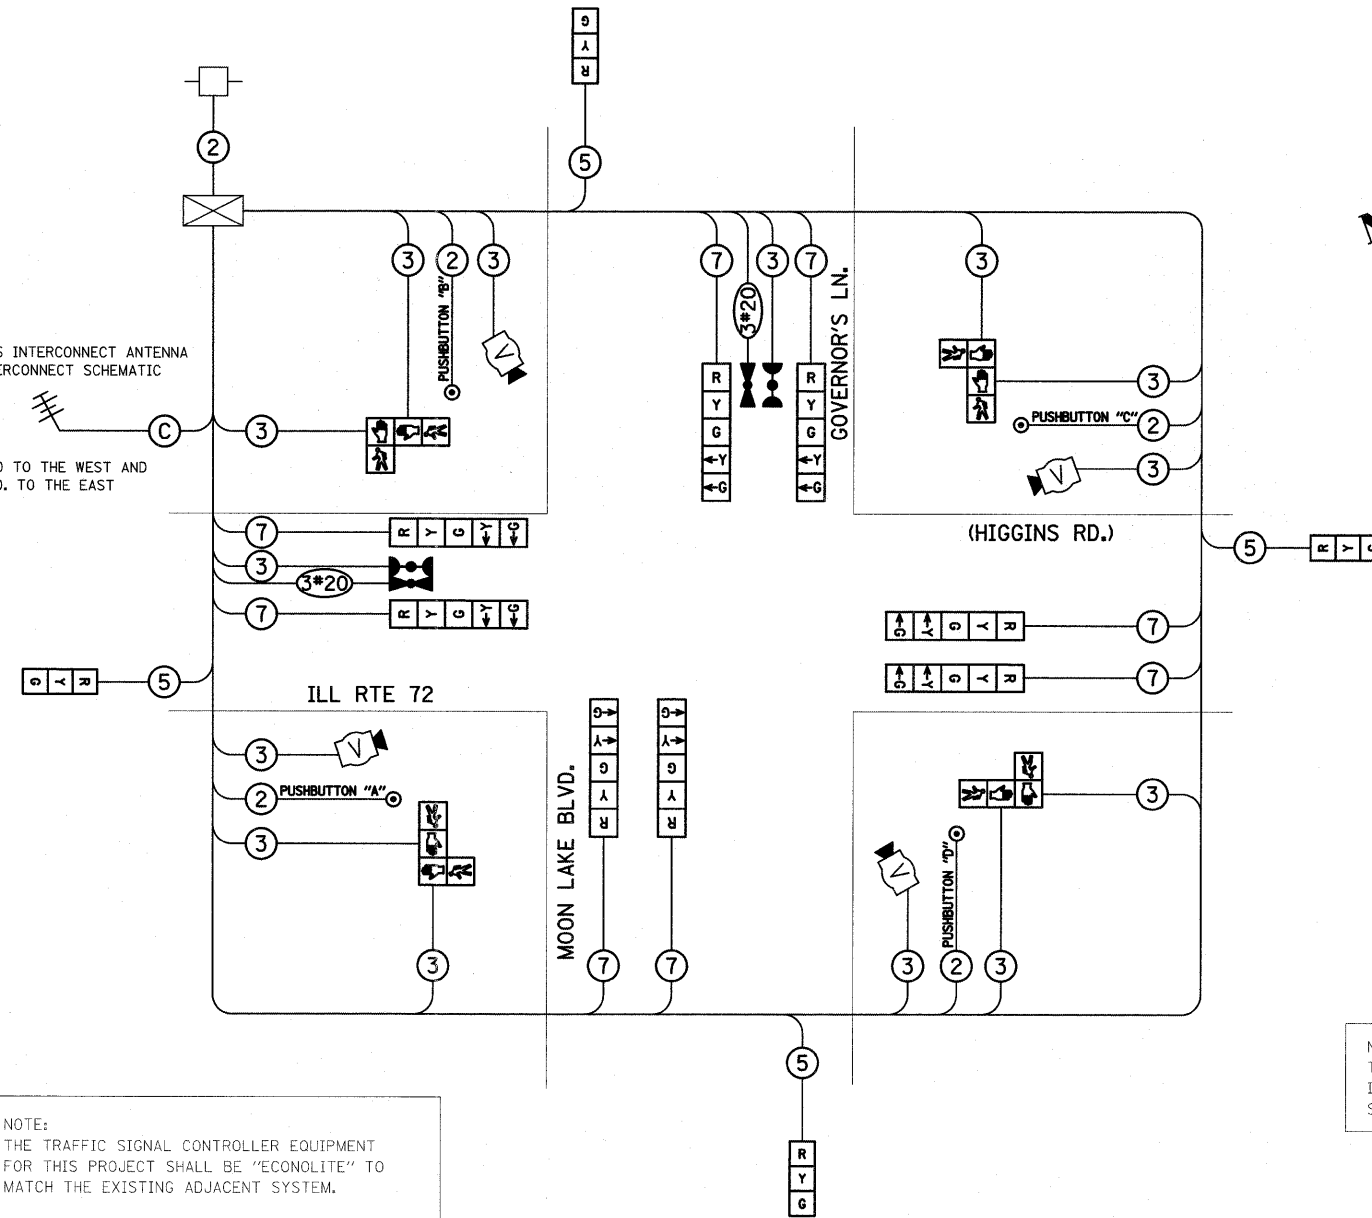 G
Y
R
2
5
3
2
3
7
3
7
3
3#20
PUSHBUTTON "B"
GOVERNOR'S LN.
V
S INTERCONNECT ANTENNA
ERCONNECT SCHEMATIC
C
3
R
Y
G
←Y
←G
R
Y
G
←Y
←G
3
PUSHBUTTON "C"
2
V
3
TO THE WEST AND
TO THE EAST
7
R Y G ←Y ←G
3
3#20
7
R Y G ←Y ←G
(HIGGINS RD.)
5
R Y G
←G ←Y G Y R
7
←G ←Y G Y R
7
G Y R
5
ILL RTE 72
3
V
2
PUSHBUTTON "A"
3
3
MOON LAKE BLVD.
←G
←Y
G
Y
R
←G
←Y
G
Y
R
7
7
3
V
PUSHBUTTON "D"
3
2
3
5
R
Y
G
NOTE:
THE TRAFFIC SIGNAL CONTROLLER EQUIPMENT
FOR THIS PROJECT SHALL BE "ECONOLITE" TO
MATCH THE EXISTING ADJACENT SYSTEM.